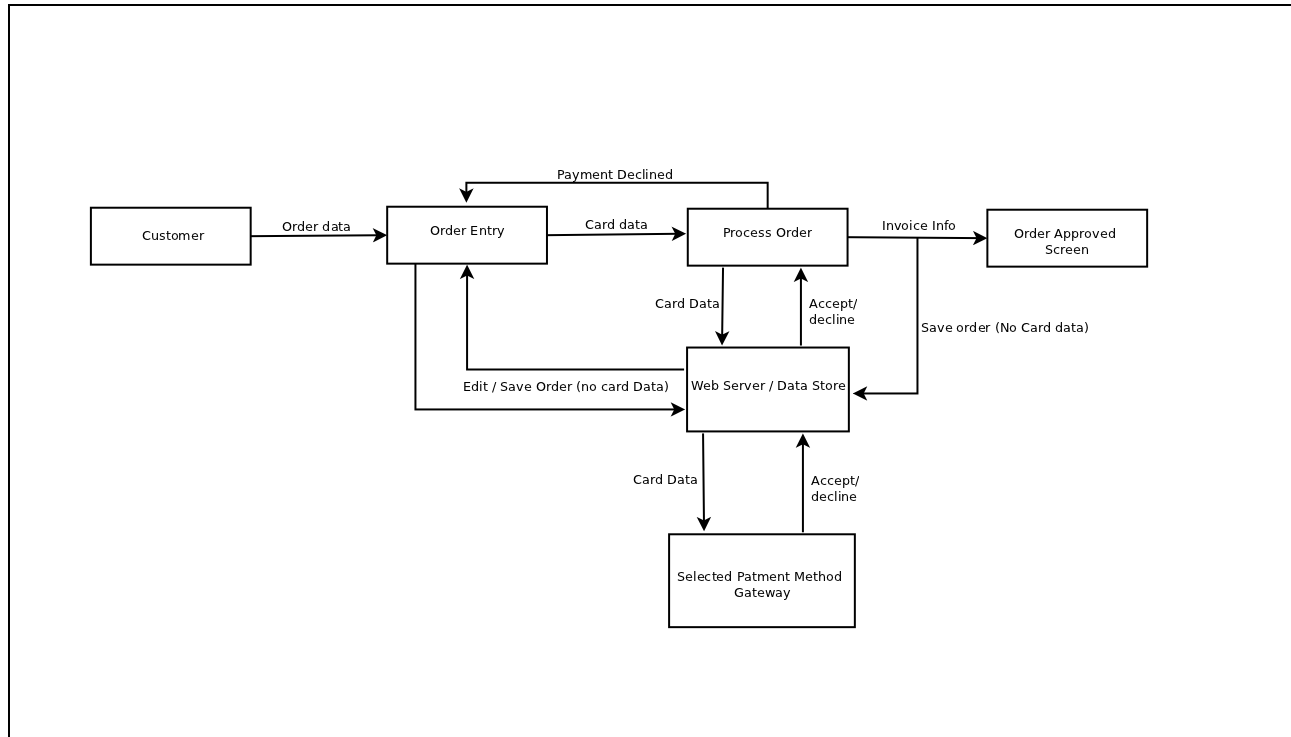 Payment Declined
Customer
Order data
Order Entry
Card data
Process Order
Invoice Info
Order Approved
Screen
Card Data
Accept/
decline
Save order (No Card data)
Edit / Save Order (no card Data)
Web Server / Data Store
Card Data
Accept/
decline
Selected Patment Method
Gateway